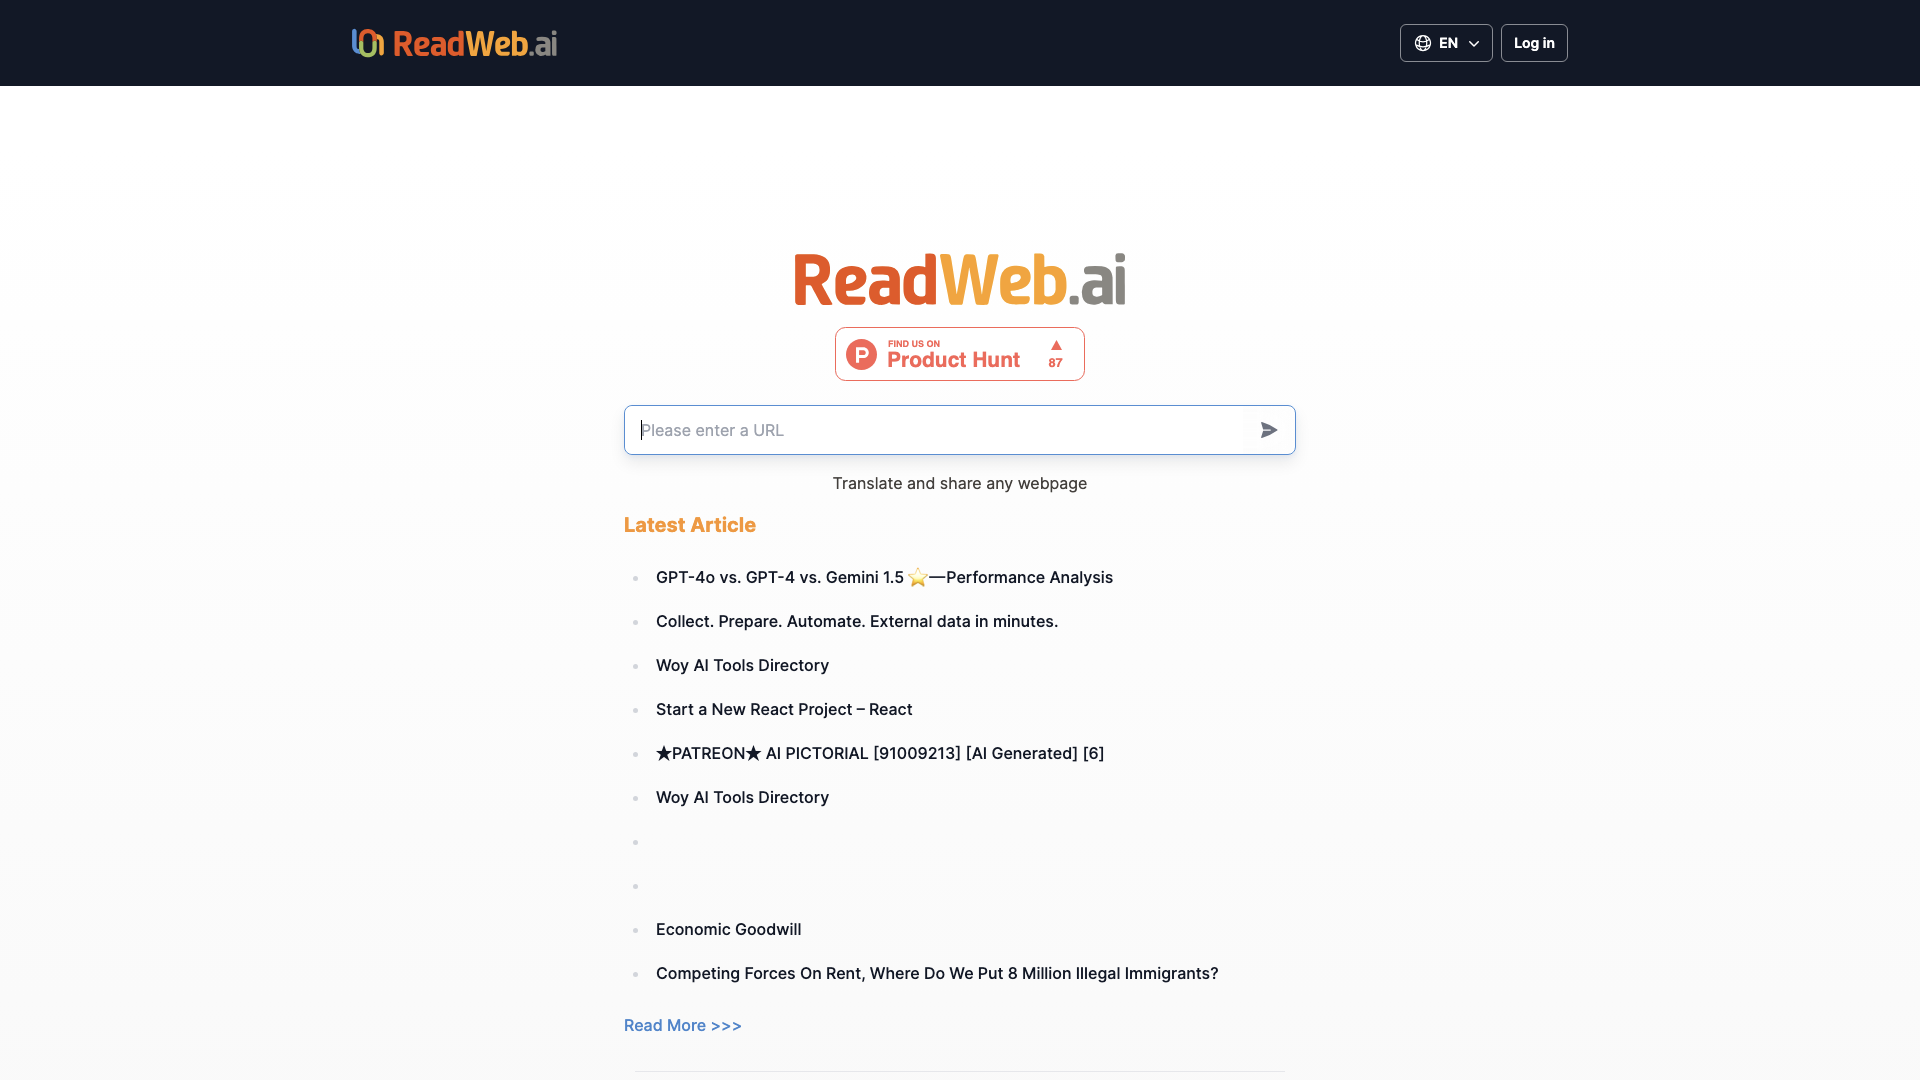 ReadWeb.ai
EN
Log in
ReadWeb.ai
FIND US ON
Product Hunt
87
Please enter a URL
Translate and share any webpage
Latest Article
GPT-4o vs. GPT-4 vs. Gemini 1.5 ⭐—Performance Analysis
Collect. Prepare. Automate. External data in minutes.
Woy AI Tools Directory
Start a New React Project – React
★PATREON★ AI PICTORIAL [91009213] [AI Generated] [6]
Woy AI Tools Directory
Economic Goodwill
Competing Forces On Rent, Where Do We Put 8 Million Illegal Immigrants?
Read More >>>